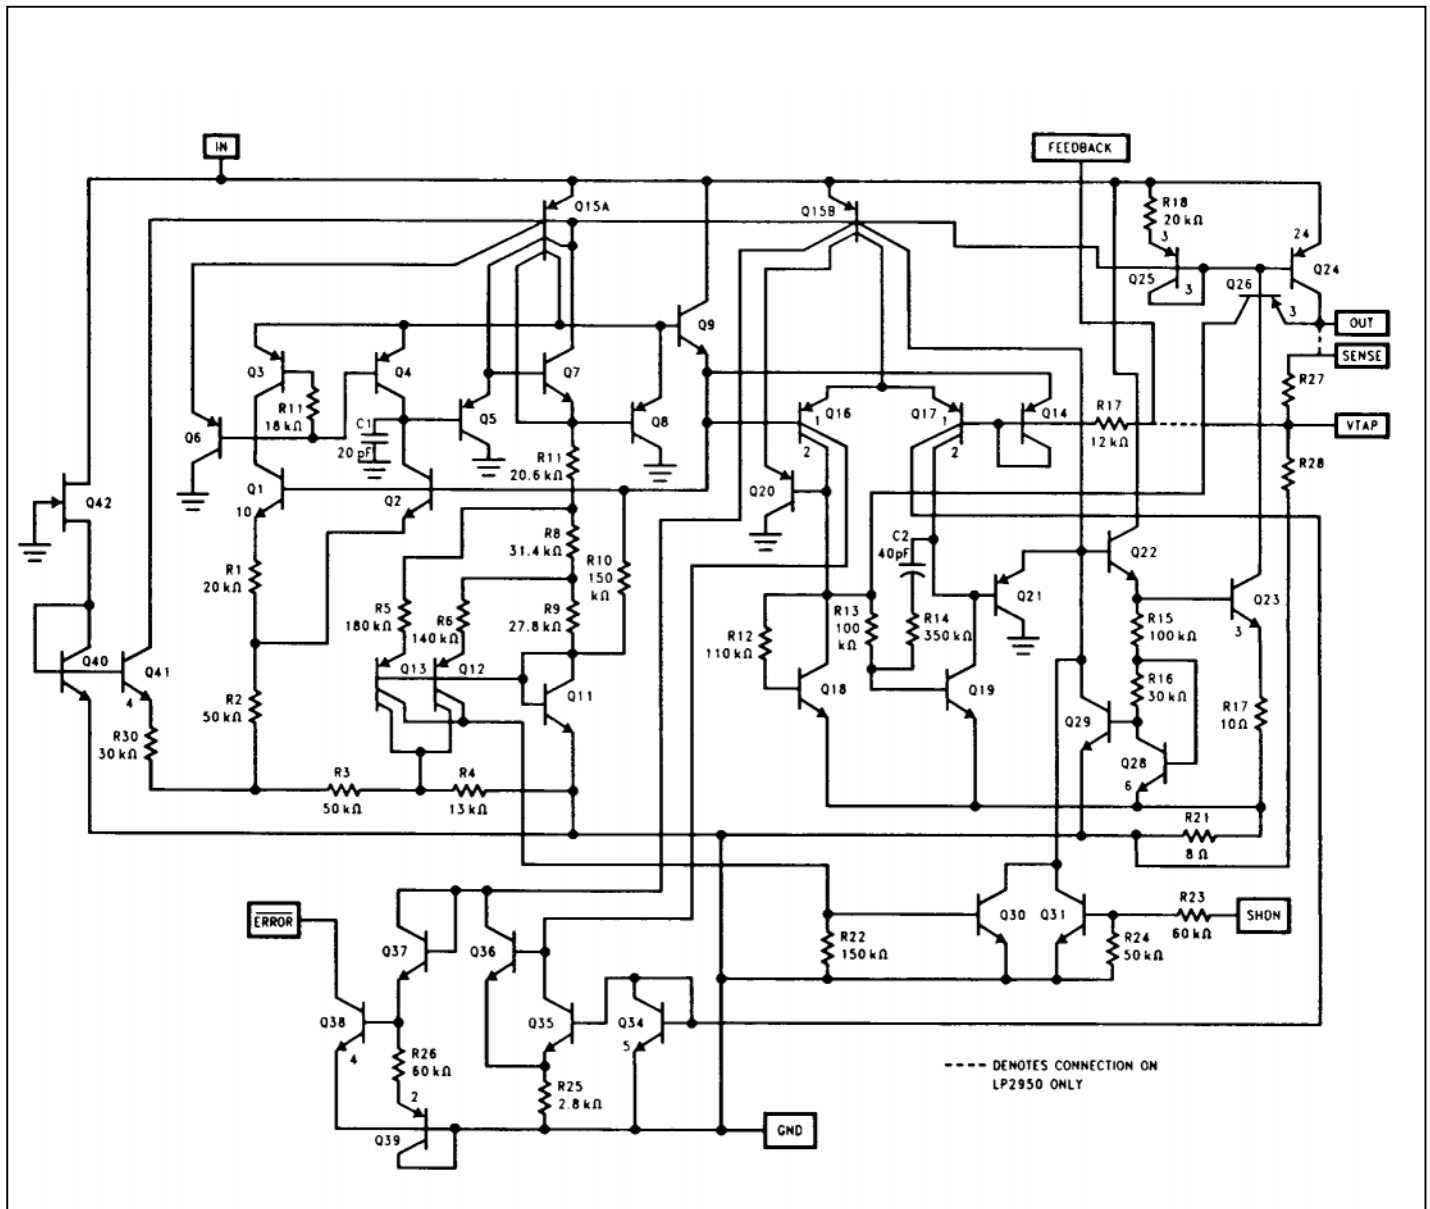 IN
FEEDBACK
Q15A
Q15B
R18
20 kΩ
3
24
Q25
3
Q24
Q26
3
OUT
SENSE
Q9
Q3
Q4
Q7
R11
18 kΩ
R27
Q6
C1
20 pF
Q5
Q8
Q16
1
2
Q17
1
2
Q14
R17
12 kΩ
VTAP
R28
R11
20.6 kΩ
Q42
Q1
10
Q2
Q20
R8
31.4 kΩ
R10
150
kΩ
C2
40pF
Q22
R1
20 kΩ
R5
180 kΩ
R6
140 kΩ
R9
27.8 kΩ
R12
110 kΩ
R13
100
kΩ
R14
350 kΩ
Q21
R15
100 kΩ
Q23
3
Q40
Q41
4
Q13
Q12
Q11
Q18
Q19
R16
30 kΩ
R2
50 kΩ
R30
30 kΩ
Q29
R17
10Ω
Q28
6
R3
50 kΩ
R4
13 kΩ
R21
8 Ω
ERROR
Q37
Q36
Q30
Q31
R23
60 kΩ
SHDN
R22
150 kΩ
R24
50 kΩ
Q38
4
Q35
Q34
5
R26
60 kΩ
2
R25
2.8 kΩ
Q39
GND
---- DENOTES CONNECTION ON
LP2950 ONLY